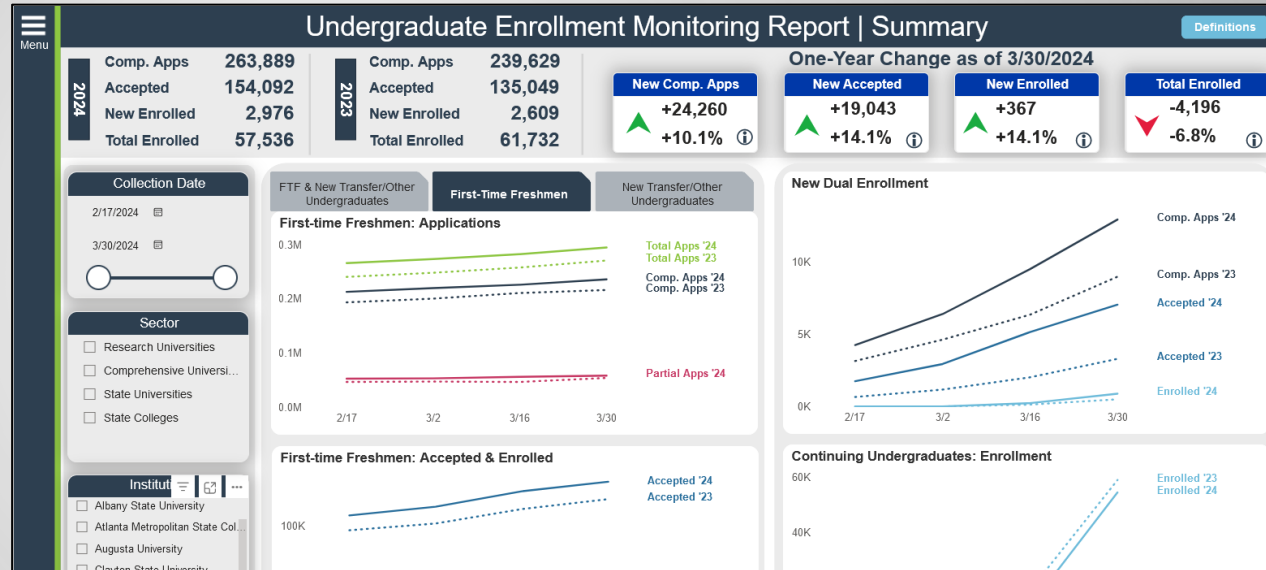 Menu
Undergraduate Enrollment Monitoring Report | Summary
Definitions
2024
Comp. Apps 263,889
Accepted 154,092
New Enrolled 2,976
Total Enrolled 57,536
2023
Comp. Apps 239,629
Accepted 135,049
New Enrolled 2,609
Total Enrolled 61,732
One-Year Change as of 3/30/2024
New Comp. Apps
+24,260
+10.1%
New Accepted
+19,043
+14.1%
New Enrolled
+367
+14.1%
Total Enrolled
-4,196
-6.8%
Collection Date
2/17/2024
3/30/2024
Sector
Research Universities
Comprehensive Universi...
State Universities
State Colleges
Instituti
Albany State University
Atlanta Metropolitan State Col...
Augusta University
Clayton State University
FTF & New Transfer/Other
Undergraduates
First-Time Freshmen
New Transfer/Other
Undergraduates
First-time Freshmen: Applications
0.3M
0.2M
0.1M
0.0M
2/17 3/2 3/16 3/30
Total Apps '24
Total Apps '23
Comp. Apps '24
Comp. Apps '23
Partial Apps '24
First-time Freshmen: Accepted & Enrolled
100K
Accepted '24
Accepted '23
New Dual Enrollment
10K
5K
0K
2/17 3/2 3/16 3/30
Comp. Apps '24
Comp. Apps '23
Accepted '24
Accepted '23
Enrolled '24
Continuing Undergraduates: Enrollment
60K
40K
Enrolled '23
Enrolled '24